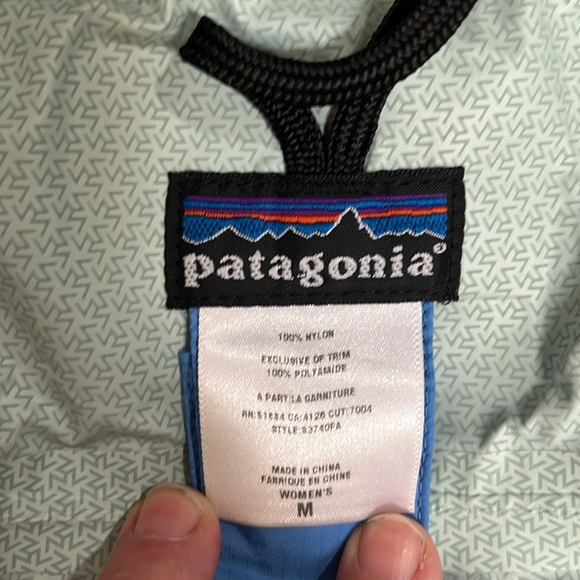 patagonia®
100% NYLON
EXCLUSIVE OF TRIM
100% POLYAMIDE
A PART LA GARNITURE
RN:51884 CA:4126 CUT:7004
STYLE:83740FA
MADE IN CHINA
FABRIQUE EN CHINE
WOMEN'S
M